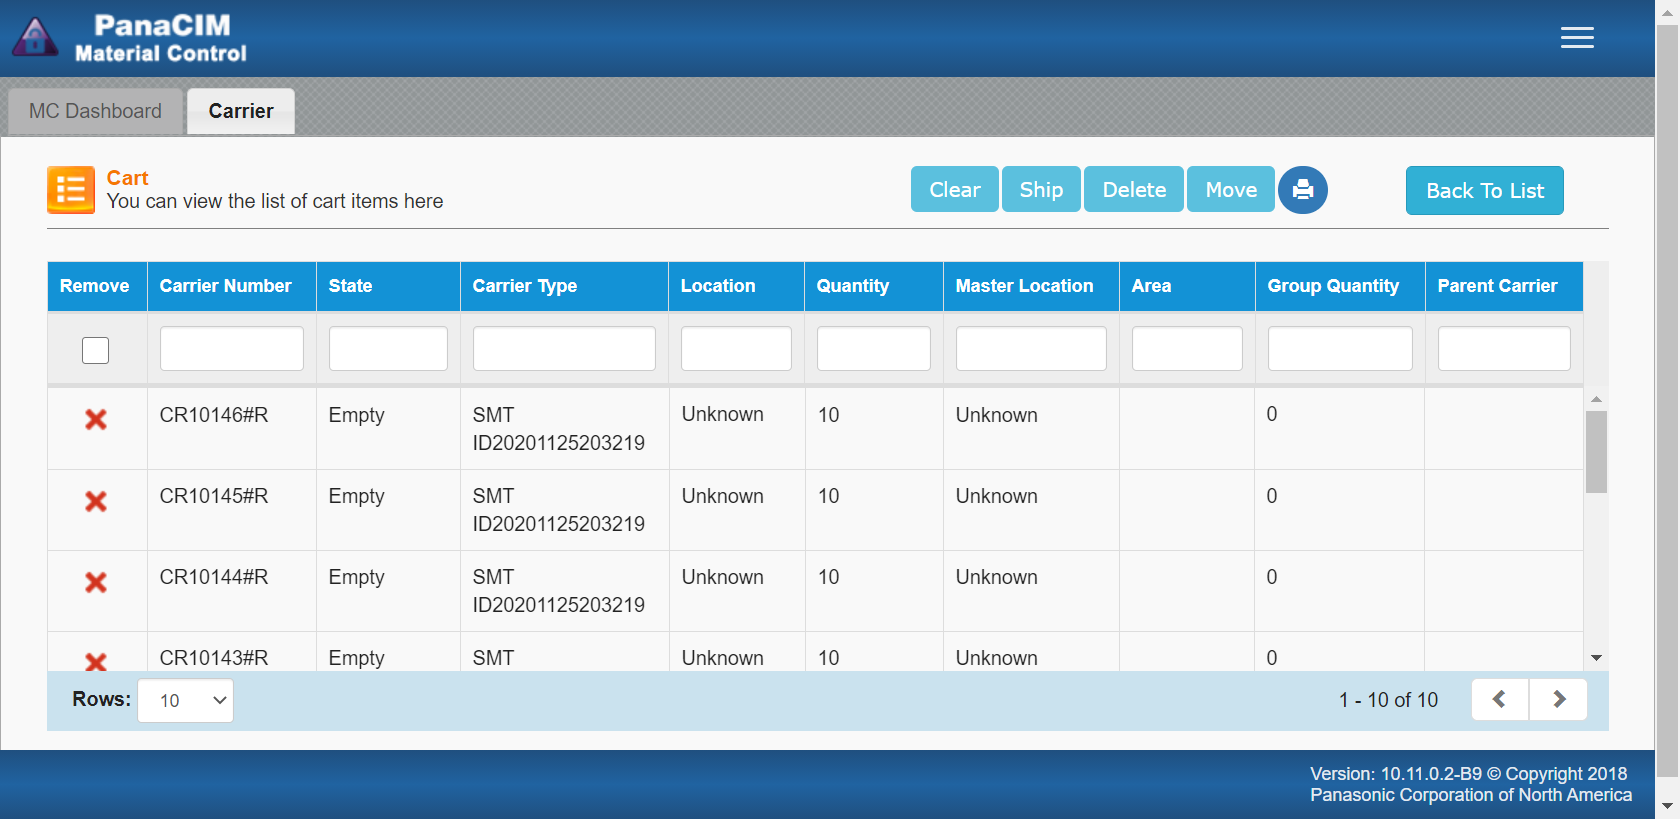 PanaCIM
Material Control
MC Dashboard Carrier
Cart
You can view the list of cart items here
Clear Ship Delete Move Back To List
Remove Carrier Number State Carrier Type Location Quantity Master Location Area Group Quantity Parent Carrier
CR10146#R Empty SMT Unknown 10 Unknown 0
ID20201125203219
CR10145#R Empty SMT Unknown 10 Unknown 0
ID20201125203219
CR10144#R Empty SMT Unknown 10 Unknown 0
ID20201125203219
CR10143#R Empty SMT Unknown 10 Unknown 0
Rows: 10 1 - 10 of 10
Version: 10.11.0.2-B9 © Copyright 2018
Panasonic Corporation of North America